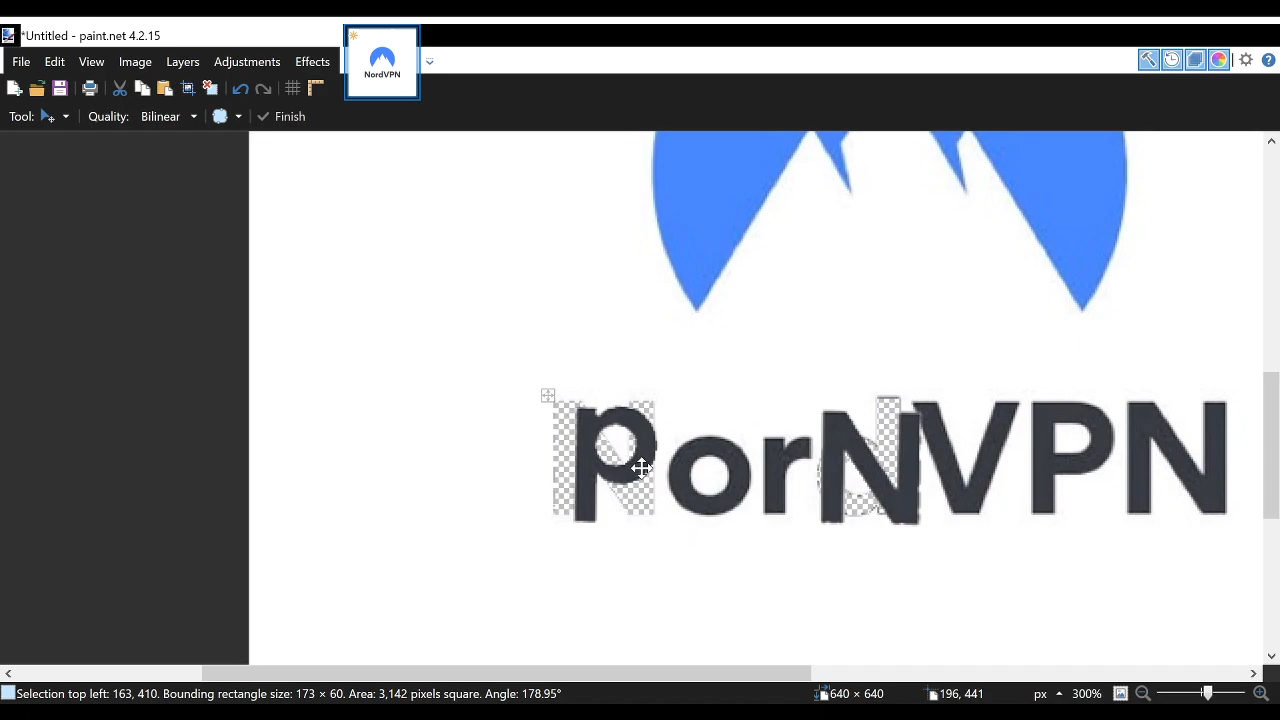 *Untitled - paint.net 4.2.15
File Edit View Image Layers Adjustments Effects
NordVPN
Tool: Quality: Bilinear Finish
porNVPN
Selection top left: 163, 410. Bounding rectangle size: 173 × 60. Area: 3,142 pixels square. Angle: 178.95° 640 × 640 196, 441 px 300%